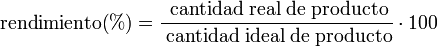 rendimiento(%) = cantidad real de producto / cantidad ideal de producto · 100